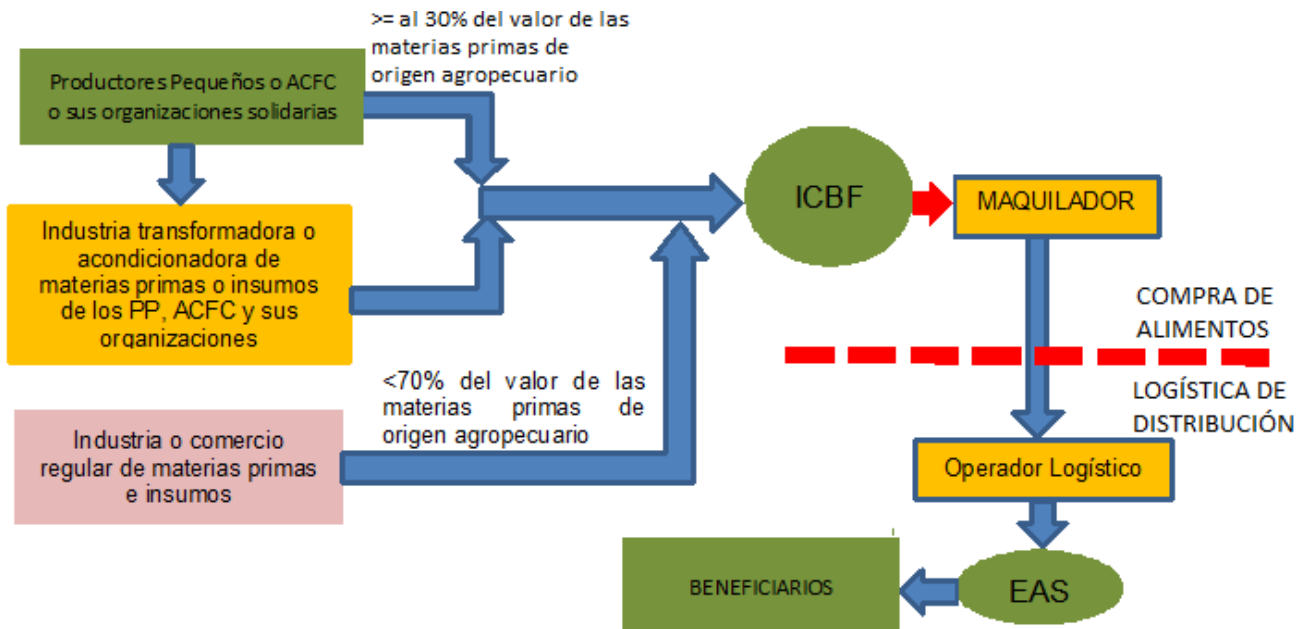 >= al 30% del valor de las
materias primas de
origen agropecuario
Productores Pequeños o ACFC
o sus organizaciones solidarias
ICBF
MAQUILADOR
Industria transformadora o
acondicionadora de
materias primas o insumos
de los PP, ACFC y sus
organizaciones
COMPRA DE
ALIMENTOS
<70% del valor de las
materias primas de
origen agropecuario
LOGÍSTICA DE
DISTRIBUCIÓN
Industria o comercio
regular de materias primas
e insumos
Operador Logístico
BENEFICIARIOS
EAS